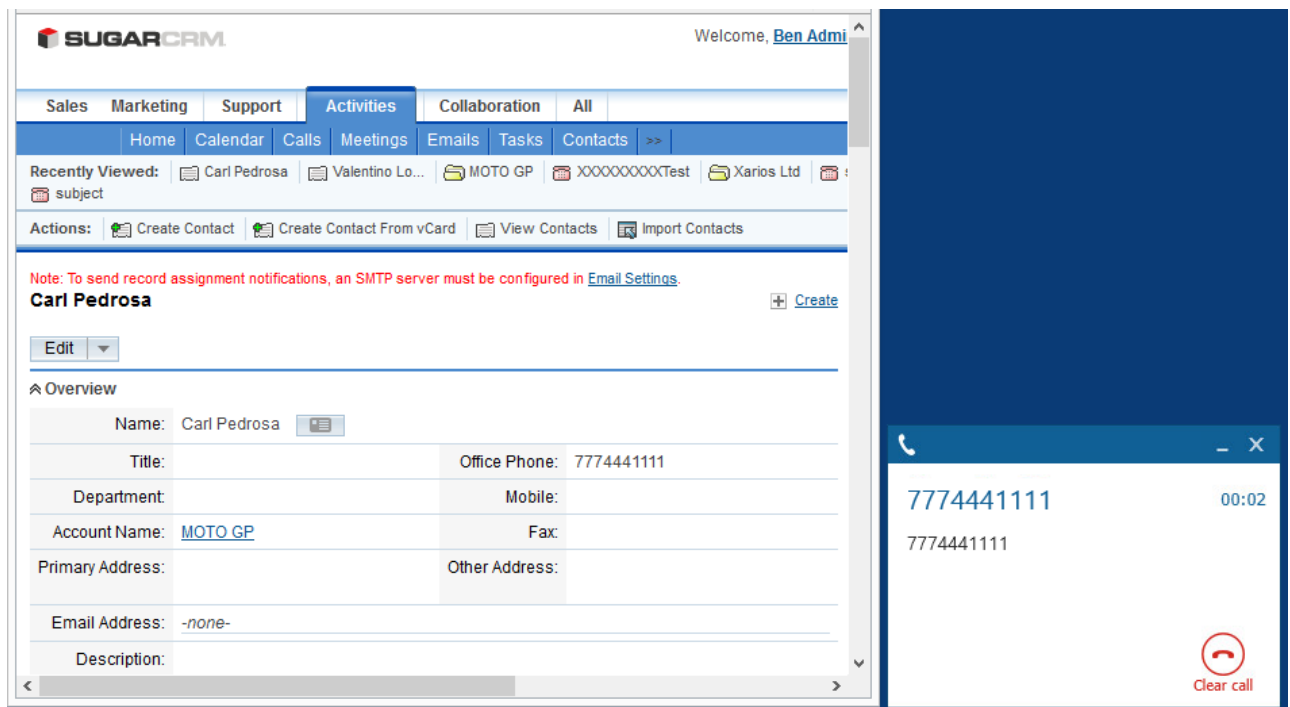 SUGARCRM
Welcome, Ben Admi
Sales Marketing Support Activities Collaboration All
Home Calendar Calls Meetings Emails Tasks Contacts >>
Recently Viewed: Carl Pedrosa Valentino Lo... MOTO GP XXXXXXXXXTest Xarios Ltd
subject
Actions: Create Contact Create Contact From vCard View Contacts Import Contacts
Note: To send record assignment notifications, an SMTP server must be configured in Email Settings.
Carl Pedrosa
Create
Edit
Overview
Name: Carl Pedrosa
Title: Office Phone: 7774441111
Department: Mobile:
Account Name: MOTO GP Fax:
Primary Address: Other Address:
Email Address: -none-
Description:
7774441111 00:02
7774441111
Clear call